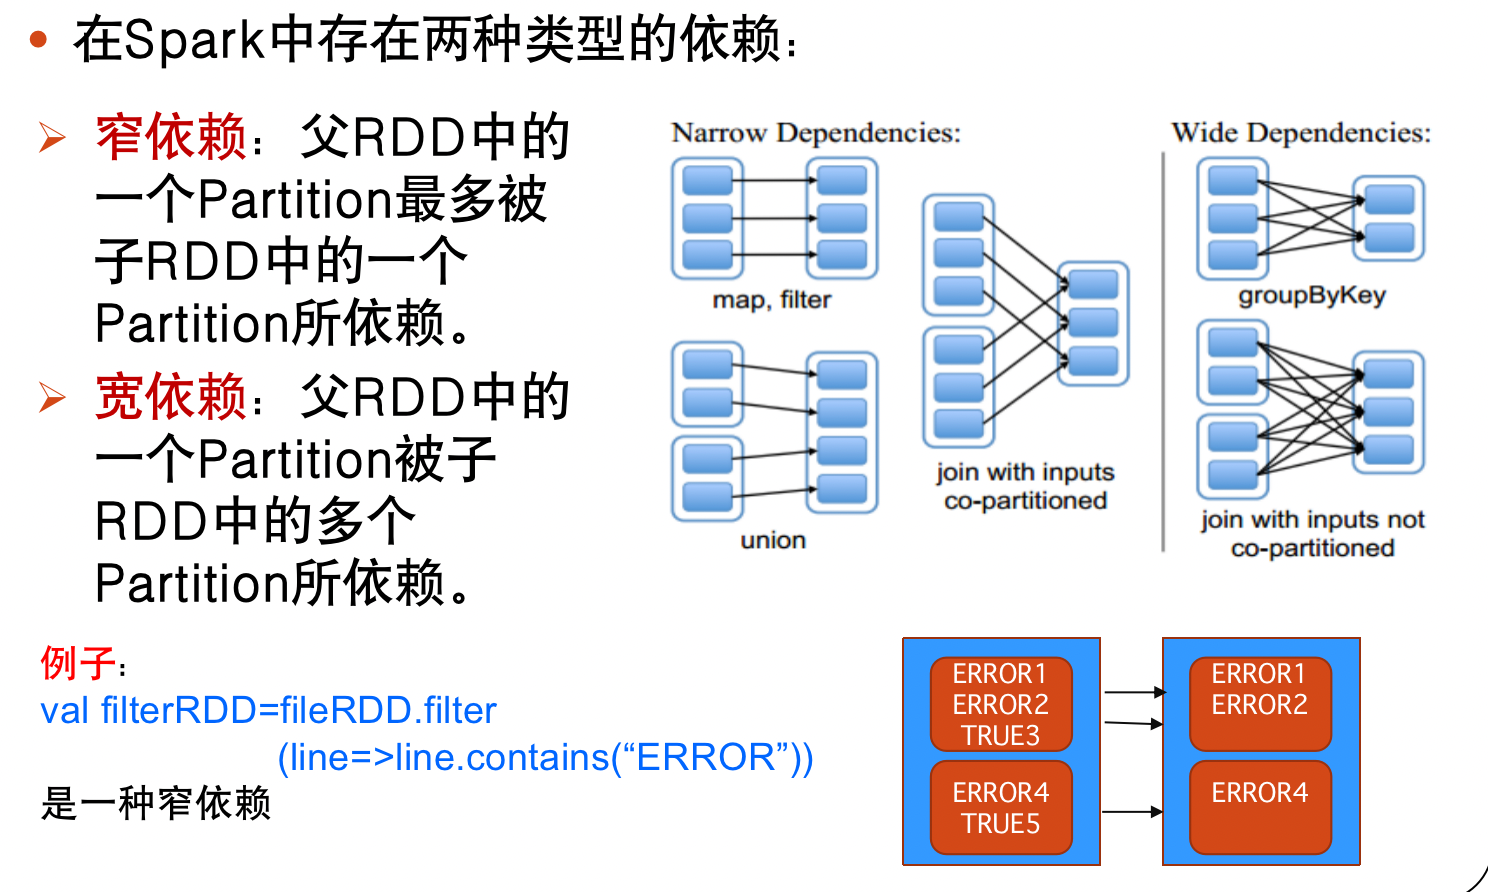 在Spark中存在两种类型的依赖：
窄依赖：父RDD中的
一个Partition最多被
子RDD中的一个
Partition所依赖。
宽依赖：父RDD中的
一个Partition被子
RDD中的多个
Partition所依赖。
例子：
val filterRDD=fileRDD.filter
(line=>line.contains(“ERROR”))
是一种窄依赖
Narrow Dependencies:
map, filter
union
join with inputs
co-partitioned
Wide Dependencies:
groupByKey
join with inputs not
co-partitioned
ERROR1
ERROR2
TRUE3
ERROR4
TRUE5
ERROR1
ERROR2
ERROR4